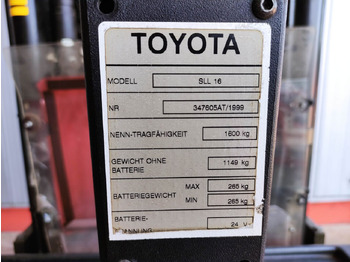 TOYOTA
MODELL SLL 16
NR 347605AT/1999
NENN-TRAGFÄHIGKEIT 1600 kg
GEWICHT OHNE
BATTERIE 1149 kg
BATTERIEGEWICHT MAX 265 kg
MIN 265 kg
BATTERIE-
SPANNUNG 24 V